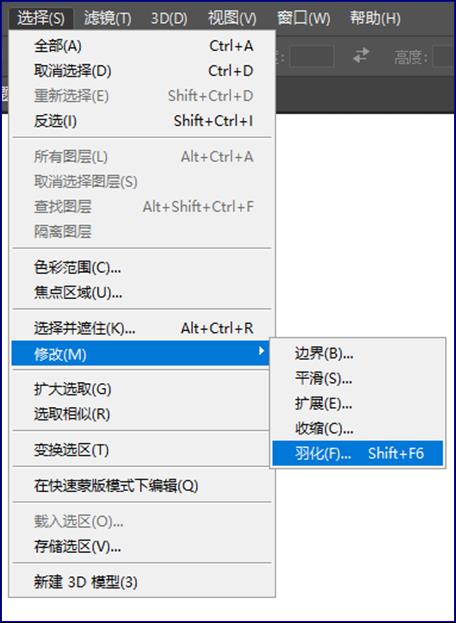 选择(S) 滤镜(T) 3D(D) 视图(V) 窗口(W) 帮助(H)
全部(A) Ctrl+A
高度:
取消选择(D) Ctrl+D
重新选择(E) Shift+Ctrl+D
反选(I) Shift+Ctrl+I
所有图层(L) Alt+Ctrl+A
取消选择图层(S)
查找图层 Alt+Shift+Ctrl+F
隔离图层
色彩范围(C)...
焦点区域(U)...
选择并遮住(K)... Alt+Ctrl+R
修改(M)
边界(B)...
平滑(S)...
扩展(E)...
收缩(C)...
羽化(F)... Shift+F6
扩大选取(G)
选取相似(R)
变换选区(T)
在快速蒙版模式下编辑(Q)
载入选区(O)...
存储选区(V)...
新建 3D 模型(3)